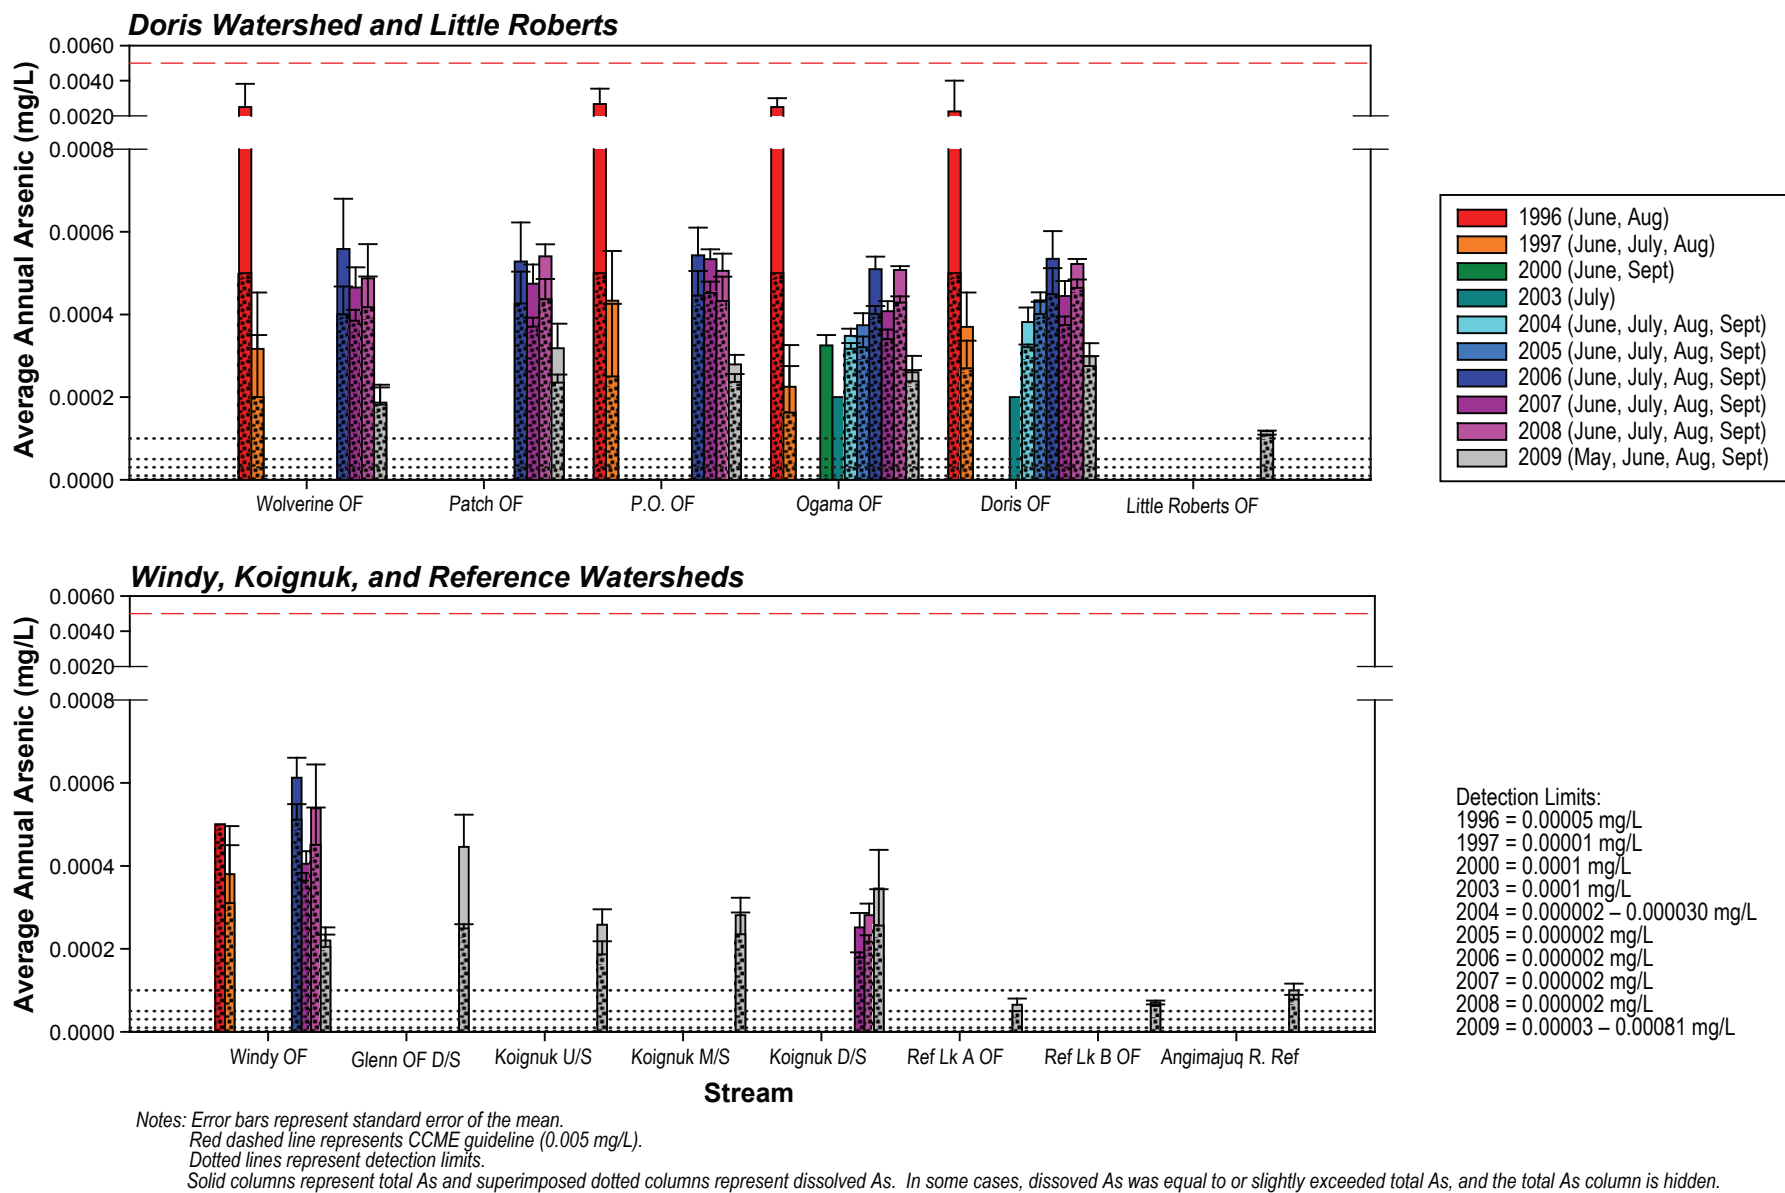 Doris Watershed and Little Roberts
Average Annual Arsenic (mg/L)
0.0060
0.0040
0.0020
0.0008
0.0006
0.0004
0.0002
0.0000
Wolverine OF
Patch OF
P.O. OF
Ogama OF
Doris OF
Little Roberts OF
1996 (June, Aug)
1997 (June, July, Aug)
2000 (June, Sept)
2003 (July)
2004 (June, July, Aug, Sept)
2005 (June, July, Aug, Sept)
2006 (June, July, Aug, Sept)
2007 (June, July, Aug, Sept)
2008 (June, July, Aug, Sept)
2009 (May, June, Aug, Sept)
Windy, Koignuk, and Reference Watersheds
Average Annual Arsenic (mg/L)
0.0060
0.0040
0.0020
0.0008
0.0006
0.0004
0.0002
0.0000
Windy OF
Glenn OF D/S
Koignuk U/S
Koignuk M/S
Koignuk D/S
Ref Lk A OF
Ref Lk B OF
Angimajuq R. Ref
Stream
Detection Limits:
1996 = 0.00005 mg/L
1997 = 0.00001 mg/L
2000 = 0.0001 mg/L
2003 = 0.0001 mg/L
2004 = 0.000002 – 0.000030 mg/L
2005 = 0.000002 mg/L
2006 = 0.000002 mg/L
2007 = 0.000002 mg/L
2008 = 0.000002 mg/L
2009 = 0.00003 – 0.00081 mg/L
Notes: Error bars represent standard error of the mean.
Red dashed line represents CCME guideline (0.005 mg/L).
Dotted lines represent detection limits.
Solid columns represent total As and superimposed dotted columns represent dissolved As. In some cases, dissoved As was equal to or slightly exceeded total As, and the total As column is hidden.